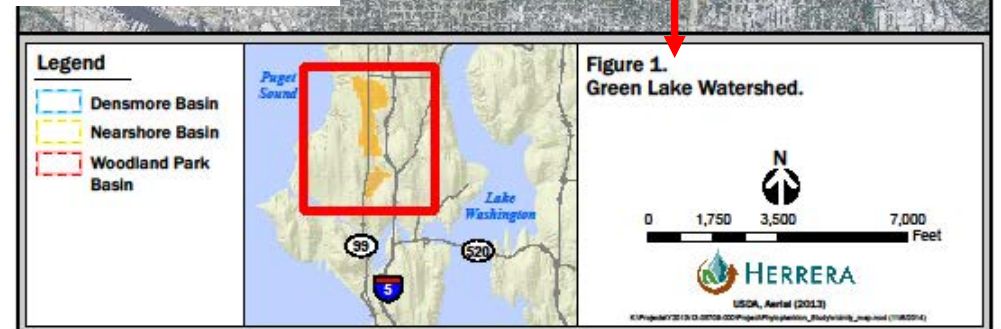 Legend
Densmore Basin
Nearshore Basin
Woodland Park
Basin
Puget
Sound
Lake
Washington
99
520
5
Figure 1.
Green Lake Watershed.
N
0 1,750 3,500 7,000
Feet
HERRERA
USDA, Aerial (2013)